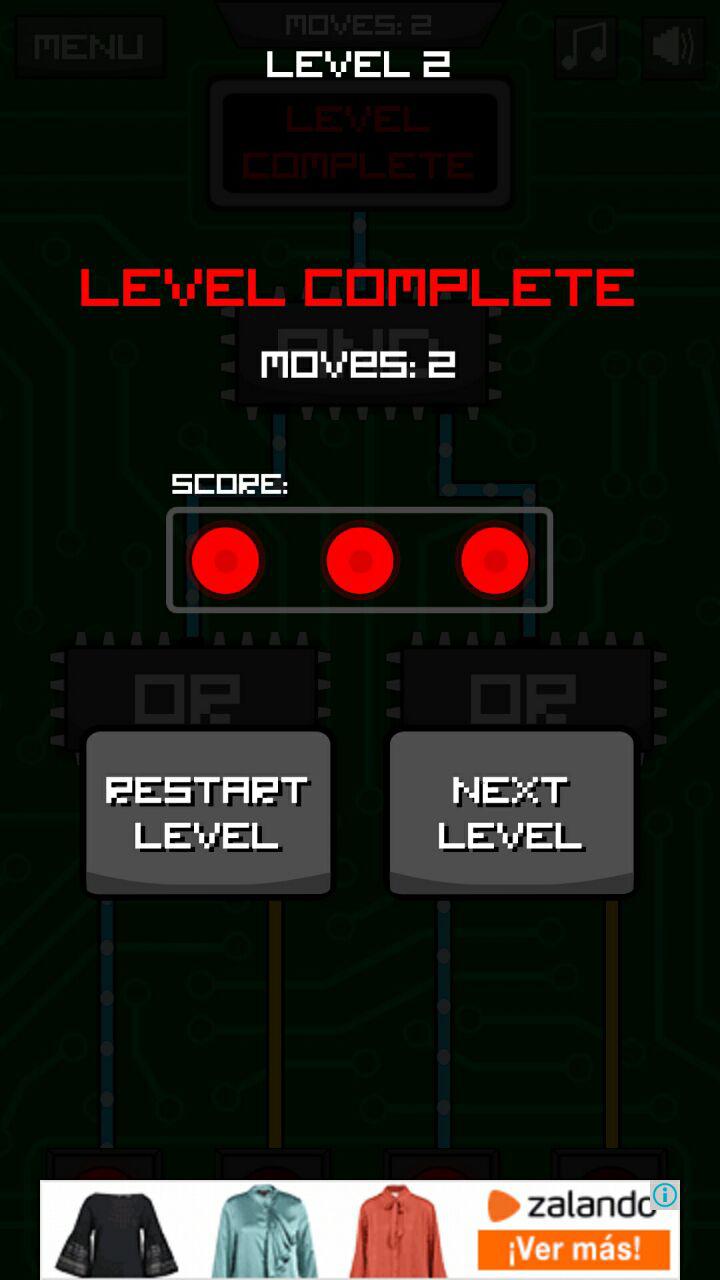 MENU
MOVES: 2
LEVEL 2
LEVEL
COMPLETE
LEVEL COMPLETE
AND
MOVES: 2
SCORE:
OR
OR
RESTART
LEVEL
NEXT
LEVEL
zalando
¡Ver más!